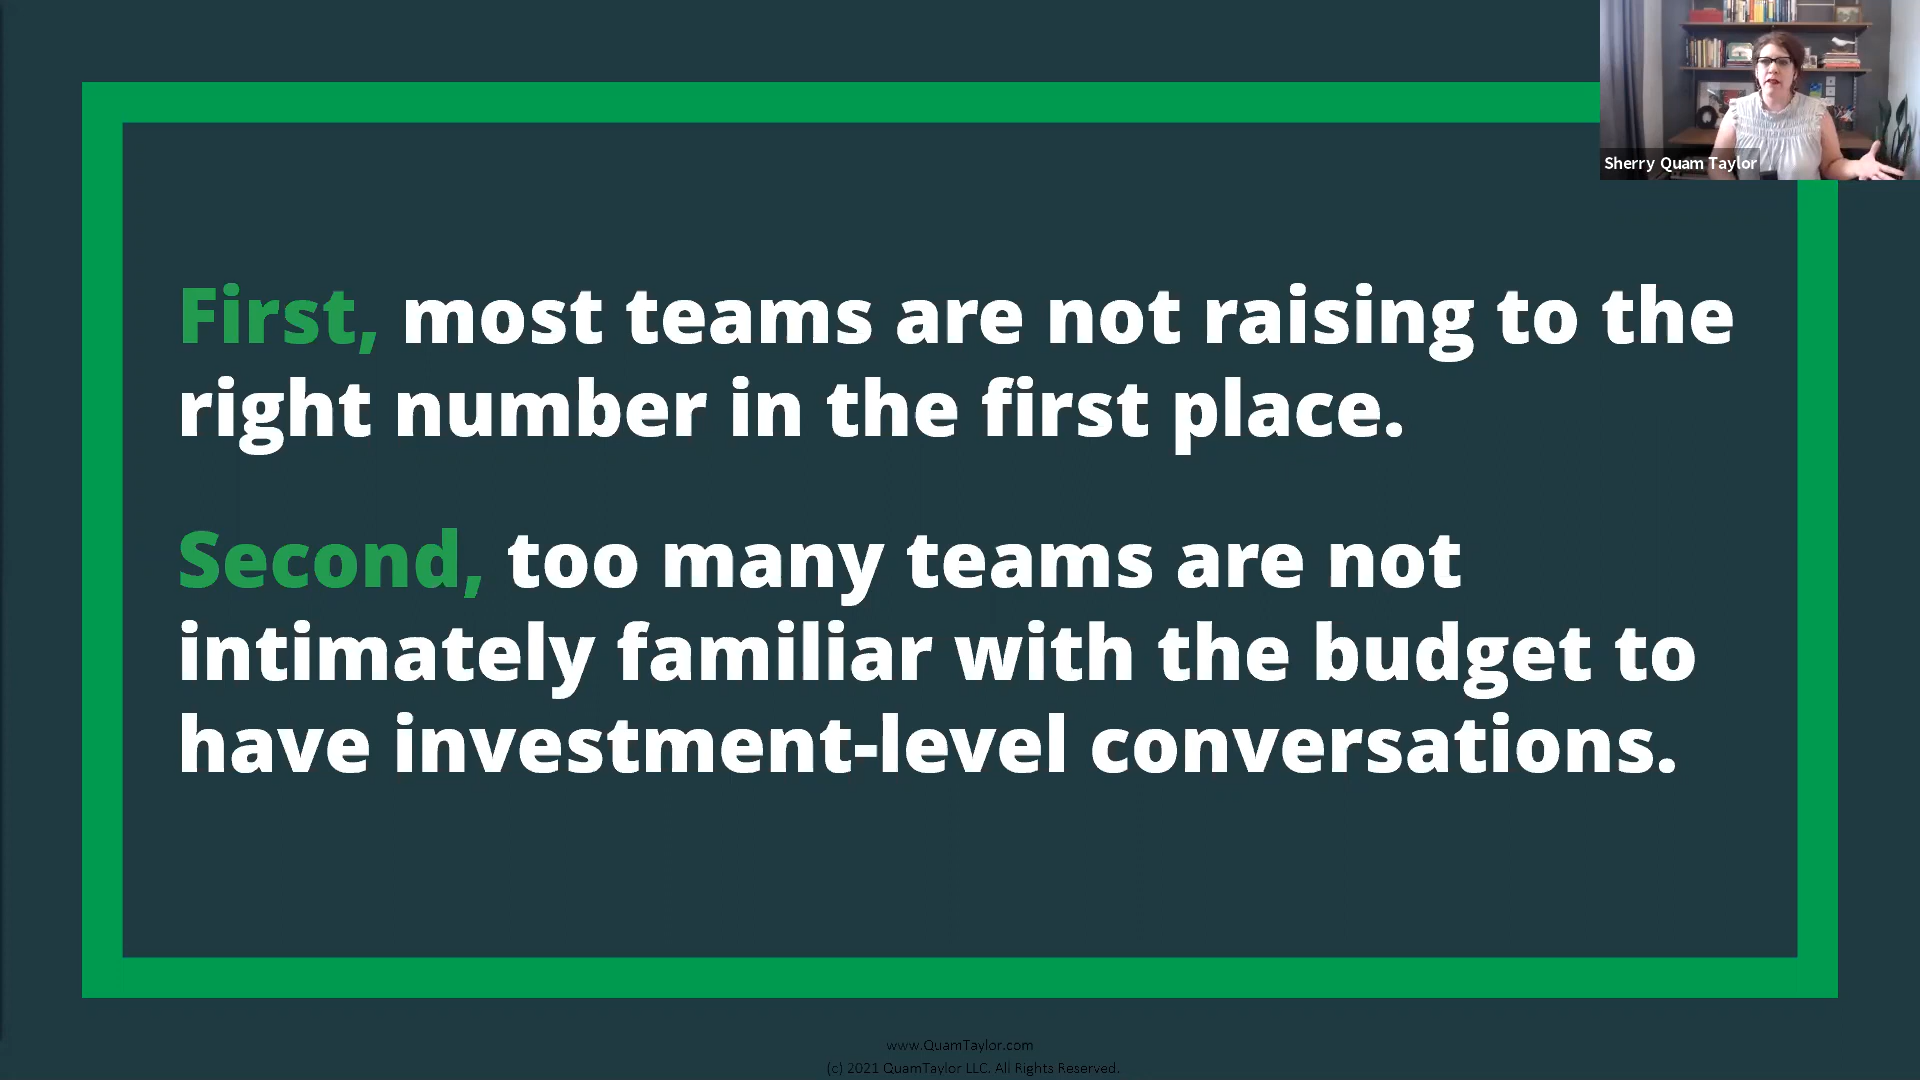 Sherry Quam Taylor
First, most teams are not raising to the
right number in the first place.
Second, too many teams are not
intimately familiar with the budget to
have investment-level conversations.
www.QuamTaylor.com
(c) 2021 QuamTaylor LLC. All Rights Reserved.